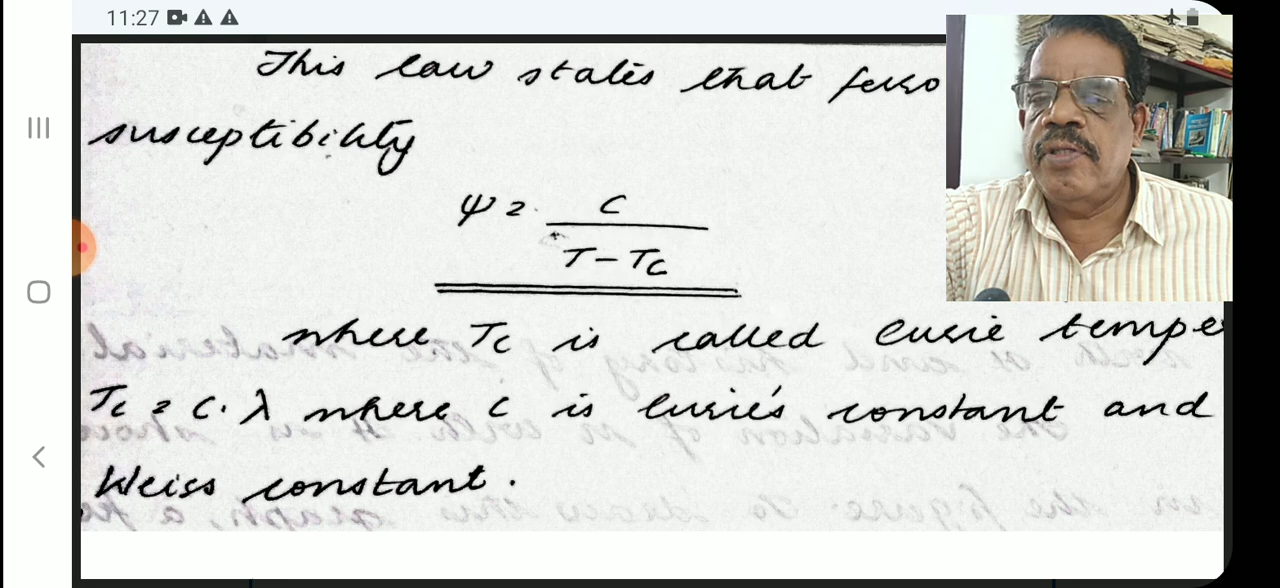 11:27
This law states that ferro
susceptibility
ψ = C
T - Tc
where Tc is called Curie tempe
Tc = C. λ where C is Curie's constant and
Weiss constant.